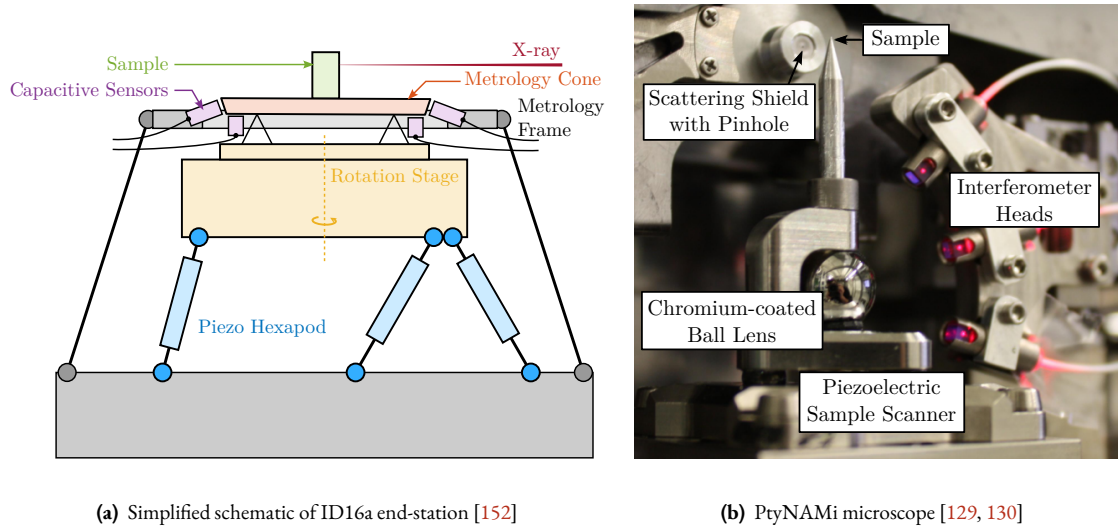 Sample
X-ray
Metrology Cone
Capacitive Sensors
Metrology
Frame
Rotation Stage
Piezo Hexapod
(a) Simplified schematic of ID16a end-station [152]
Sample
Scattering Shield
with Pinhole
Interferometer
Heads
Chromium-coated
Ball Lens
Piezoelectric
Sample Scanner
(b) PtyNAMi microscope [129, 130]